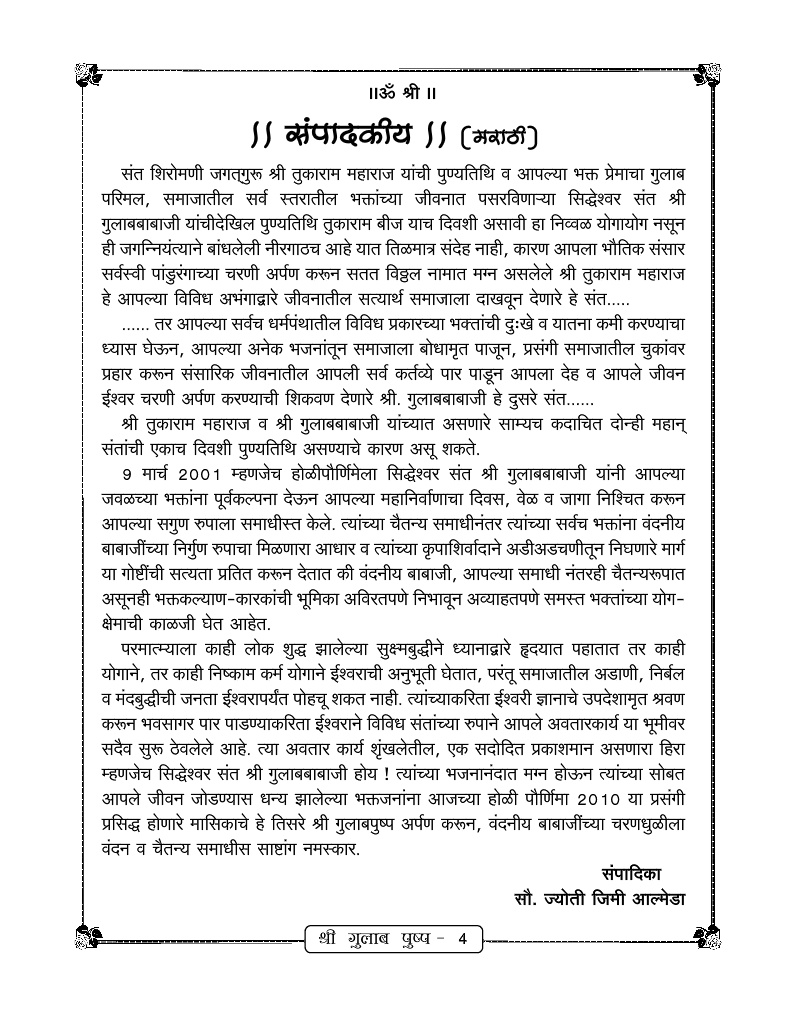 ॥ॐ श्री ॥
॥ संपादकीय ॥ (मराठी)
संत शिरोमणी जगत्‌गुरू श्री तुकाराम महाराज यांची पुण्यतिथि व आपल्या भक्त प्रेमाचा गुलाब
परिमल, समाजातील सर्व स्तरातील भक्तांच्या जीवनात पसरविणाऱ्या सिद्धेश्वर संत श्री
गुलाबबाबाजी यांचीदेखिल पुण्यतिथि तुकाराम बीज याच दिवशी असावी हा निव्वळ योगायोग नसून
ही जगन्नियंत्याने बांधलेली नीरगाठच आहे यात तिळमात्र संदेह नाही, कारण आपला भौतिक संसार
सर्वस्वी पांडुरंगाच्या चरणी अर्पण करून सतत विठ्ठल नामात मग्न असलेले श्री तुकाराम महाराज
हे आपल्या विविध अभंगाद्वारे जीवनातील सत्यार्थ समाजाला दाखवून देणारे हे संत.....
...... तर आपल्या सर्वच धर्मपंथातील विविध प्रकारच्या भक्तांची दुःखे व यातना कमी करण्याचा
ध्यास घेऊन, आपल्या अनेक भजनांतून समाजाला बोधामृत पाजून, प्रसंगी समाजातील चुकांवर
प्रहार करून संसारिक जीवनातील आपली सर्व कर्तव्ये पार पाडून आपला देह व आपले जीवन
ईश्वर चरणी अर्पण करण्याची शिकवण देणारे श्री. गुलाबबाबाजी हे दुसरे संत......
श्री तुकाराम महाराज व श्री गुलाबबाबाजी यांच्यात असणारे साम्यच कदाचित दोन्ही महान्
संतांची एकाच दिवशी पुण्यतिथि असण्याचे कारण असू शकते.
9 मार्च 2001 म्हणजेच होळीपौर्णिमेला सिद्धेश्वर संत श्री गुलाबबाबाजी यांनी आपल्या
जवळच्या भक्तांना पूर्वकल्पना देऊन आपल्या महानिर्वाणाचा दिवस, वेळ व जागा निश्चित करून
आपल्या सगुण रुपाला समाधीस्त केले. त्यांच्या चैतन्य समाधीनंतर त्यांच्या सर्वच भक्तांना वंदनीय
बाबाजींच्या निर्गुण रुपाचा मिळणारा आधार व त्यांच्या कृपाशिर्वादाने अडीअडचणीतून निघणारे मार्ग
या गोष्टींची सत्यता प्रतित करून देतात की वंदनीय बाबाजी, आपल्या समाधी नंतरही चैतन्यरूपात
असूनही भक्तकल्याण-कारकांची भूमिका अविरतपणे निभावून अव्याहतपणे समस्त भक्तांच्या योग-
क्षेमाची काळजी घेत आहेत.
परमात्म्याला काही लोक शुद्ध झालेल्या सुक्ष्मबुद्धीने ध्यानाद्वारे हृदयात पहातात तर काही
योगाने, तर काही निष्काम कर्म योगाने ईश्वराची अनुभूती घेतात, परंतू समाजातील अडाणी, निर्बल
व मंदबुद्धीची जनता ईश्वरापर्यंत पोहचू शकत नाही. त्यांच्याकरिता ईश्वरी ज्ञानाचे उपदेशामृत श्रवण
करून भवसागर पार पाडण्याकरिता ईश्वराने विविध संतांच्या रुपाने आपले अवतारकार्य या भूमीवर
सदैव सुरू ठेवलेले आहे. त्या अवतार कार्य शृंखलेतील, एक सदोदित प्रकाशमान असणारा हिरा
म्हणजेच सिद्धेश्वर संत श्री गुलाबबाबाजी होय ! त्यांच्या भजनानंदात मग्न होऊन त्यांच्या सोबत
आपले जीवन जोडण्यास धन्य झालेल्या भक्तजनांना आजच्या होळी पौर्णिमा 2010 या प्रसंगी
प्रसिद्ध होणारे मासिकाचे हे तिसरे श्री गुलाबपुष्प अर्पण करून, वंदनीय बाबाजींच्या चरणधुळीला
वंदन व चैतन्य समाधीस साष्टांग नमस्कार.
संपादिका
सौ. ज्योती जिमी आल्मेडा
श्री गुलाब पुष्प - 4